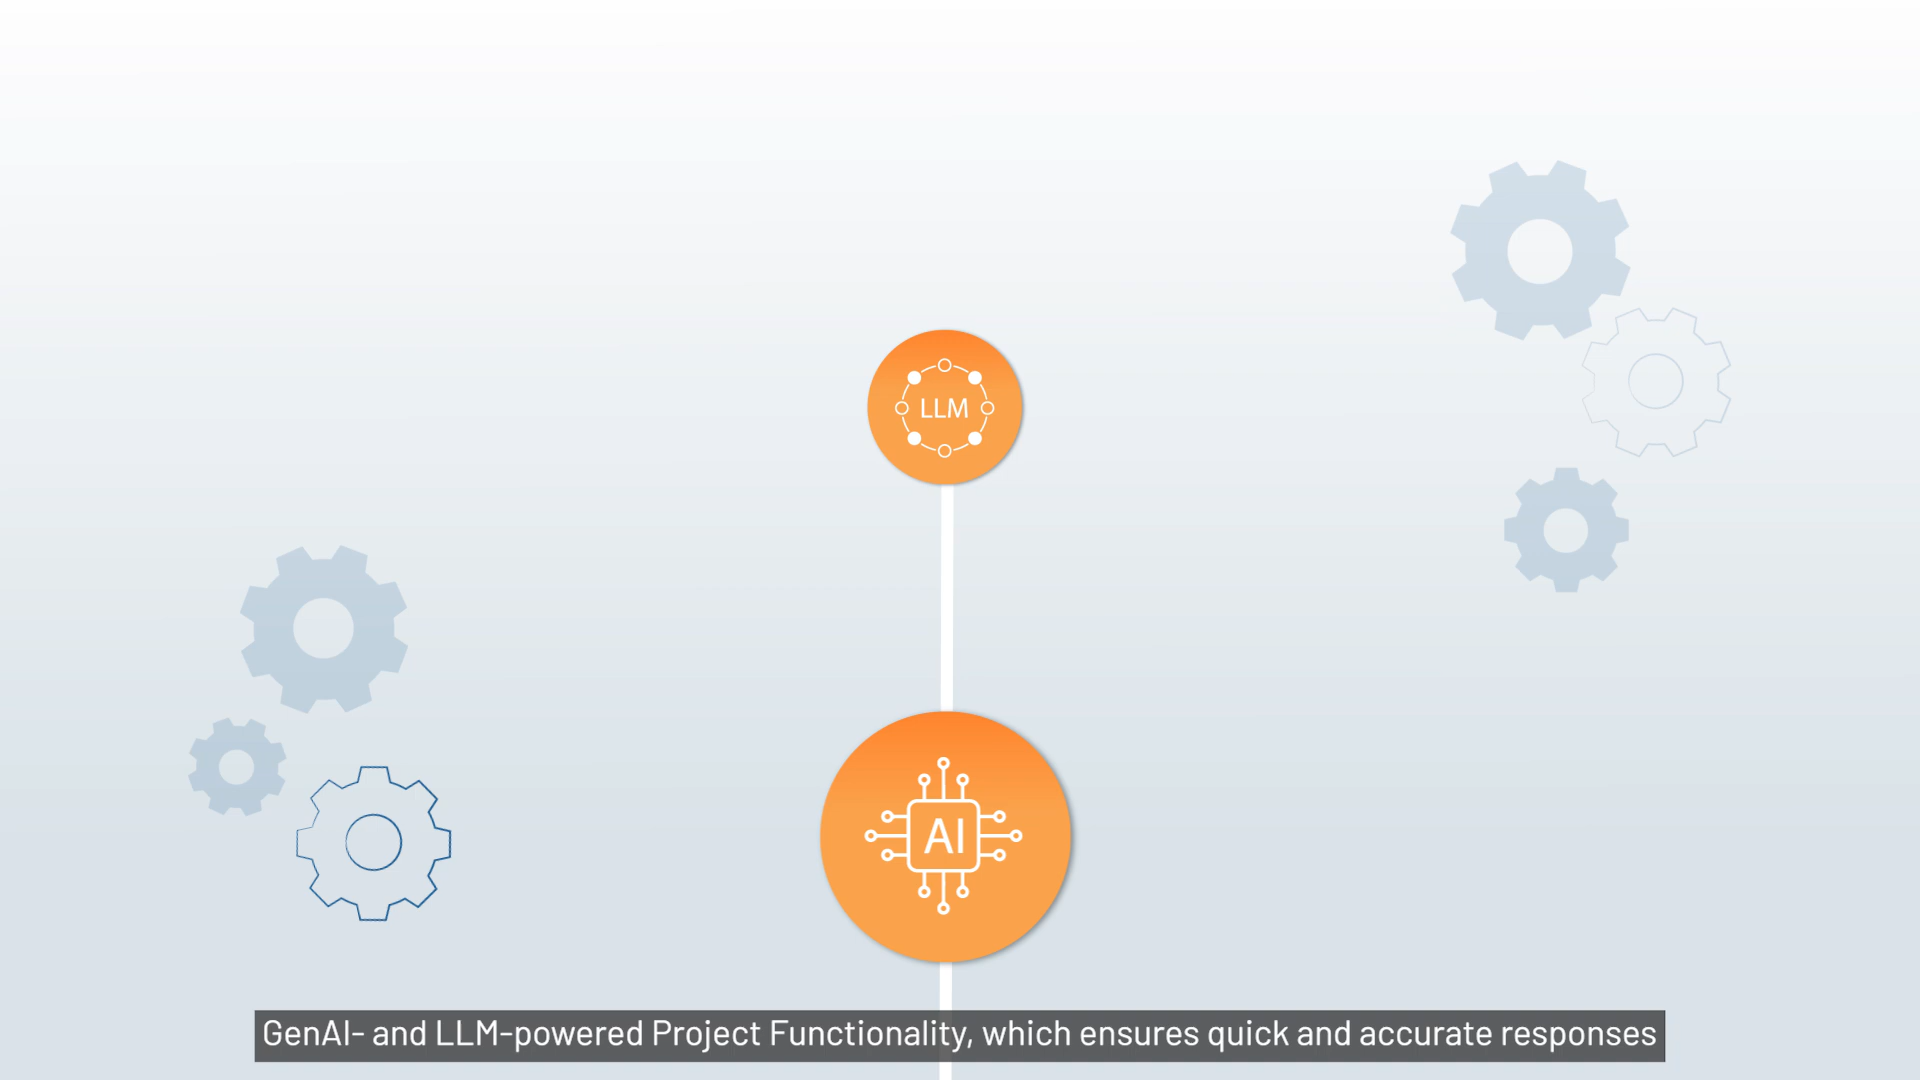 LLM
AI
GenAI- and LLM-powered Project Functionality, which ensures quick and accurate responses